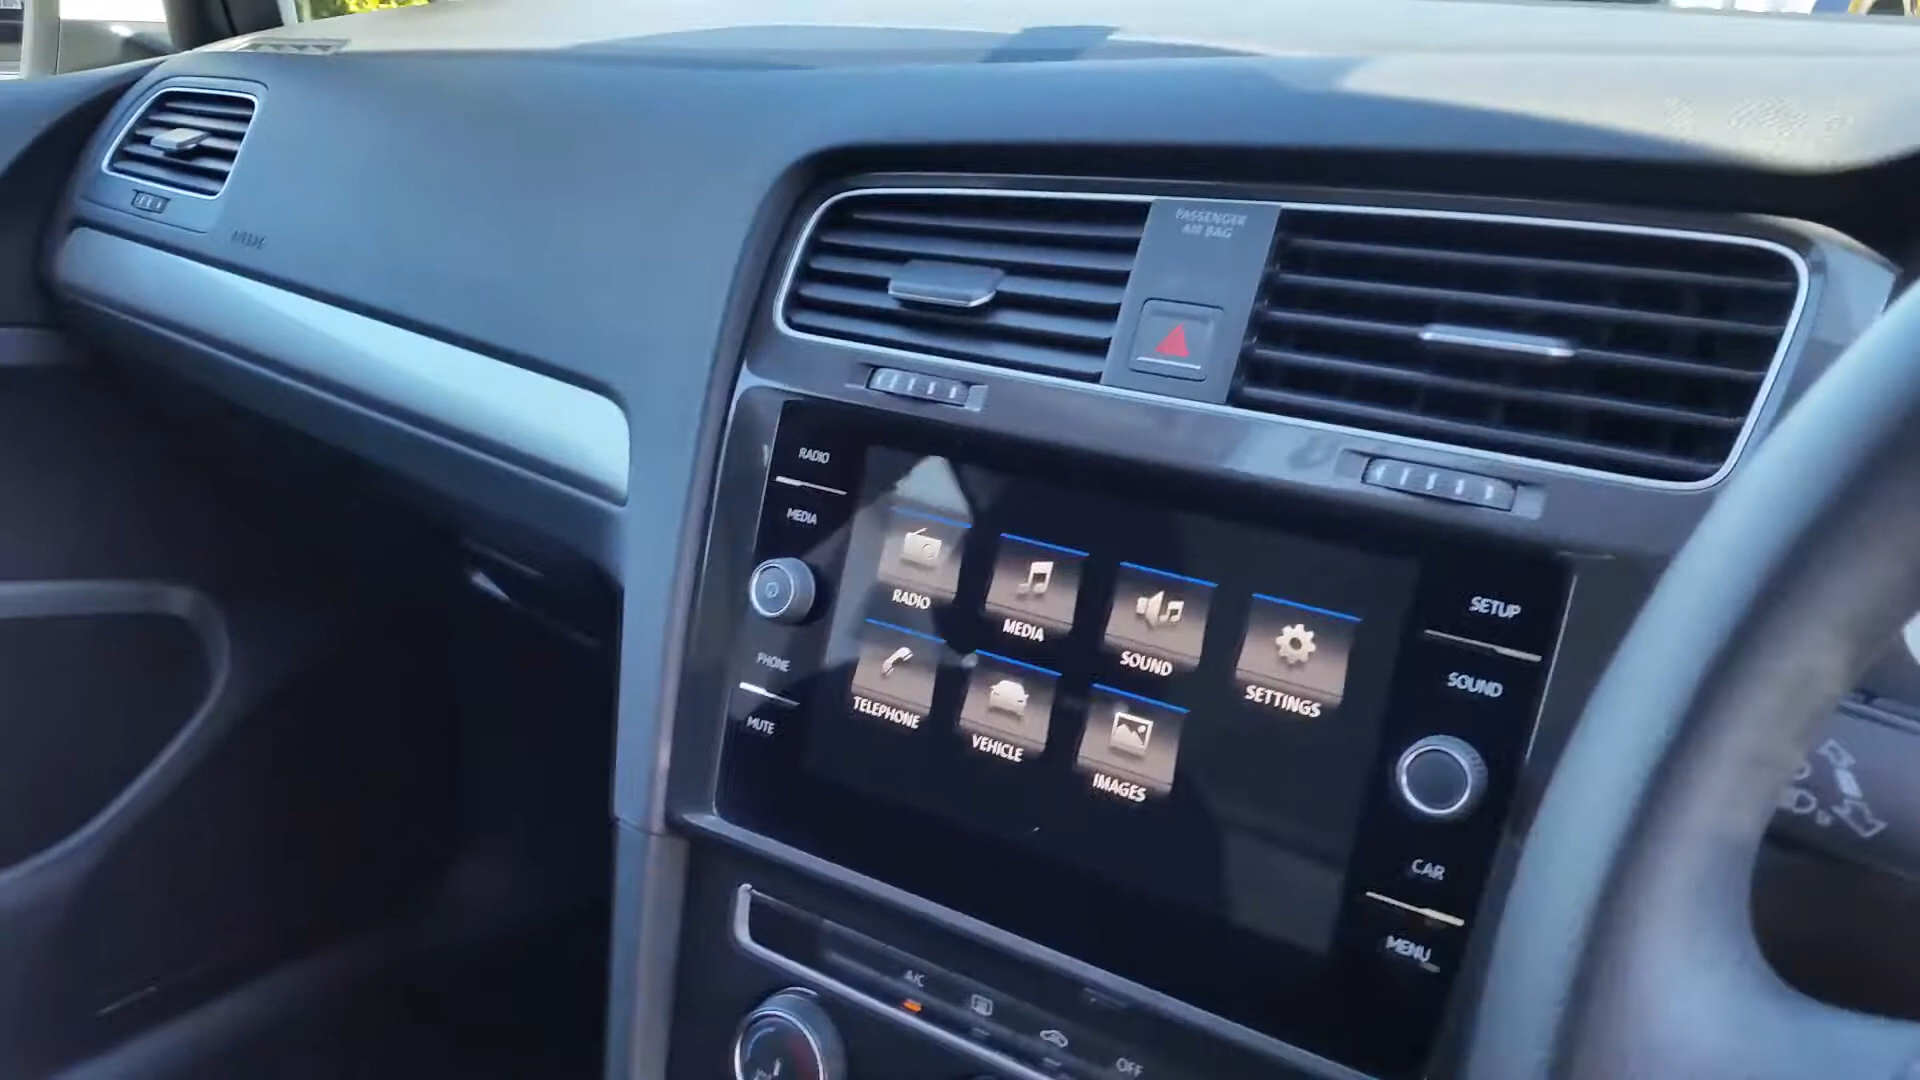 AIRBAG
PASSENGER
AIR BAG
RADIO
MEDIA
PHONE
MUTE
RADIO
MEDIA
SOUND
SETTINGS
TELEPHONE
VEHICLE
IMAGES
SETUP
SOUND
CAR
MENU
A/C
OFF